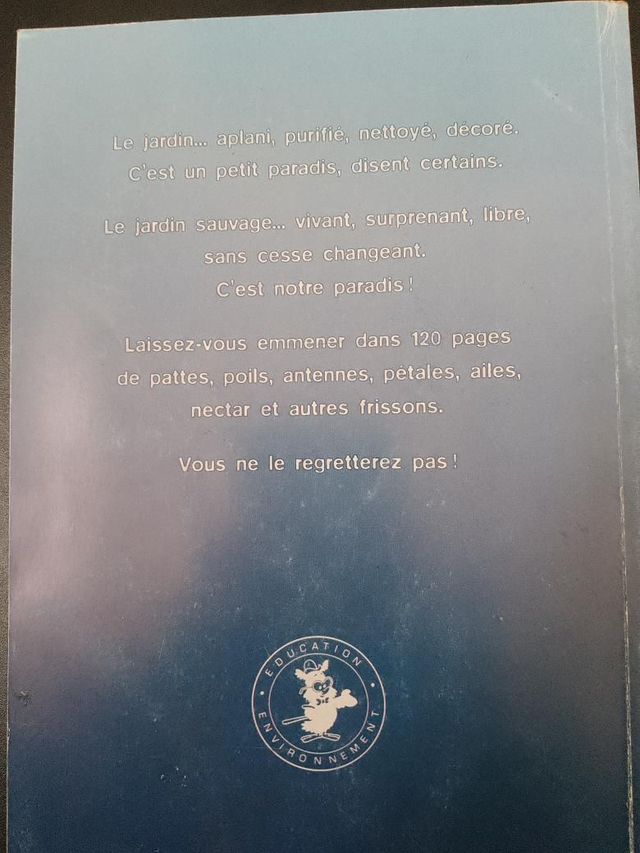 Le jardin... aplani, purifié, nettoyé, décoré.
C'est un petit paradis, disent certains.
Le jardin sauvage... vivant, surprenant, libre,
sans cesse changeant.
C'est notre paradis !
Laissez-vous emmener dans 120 pages
de pattes, poils, antennes, pétales, ailes,
nectar et autres frissons.
Vous ne le regretterez pas !
EDUCATION
ENVIRONNEMENT